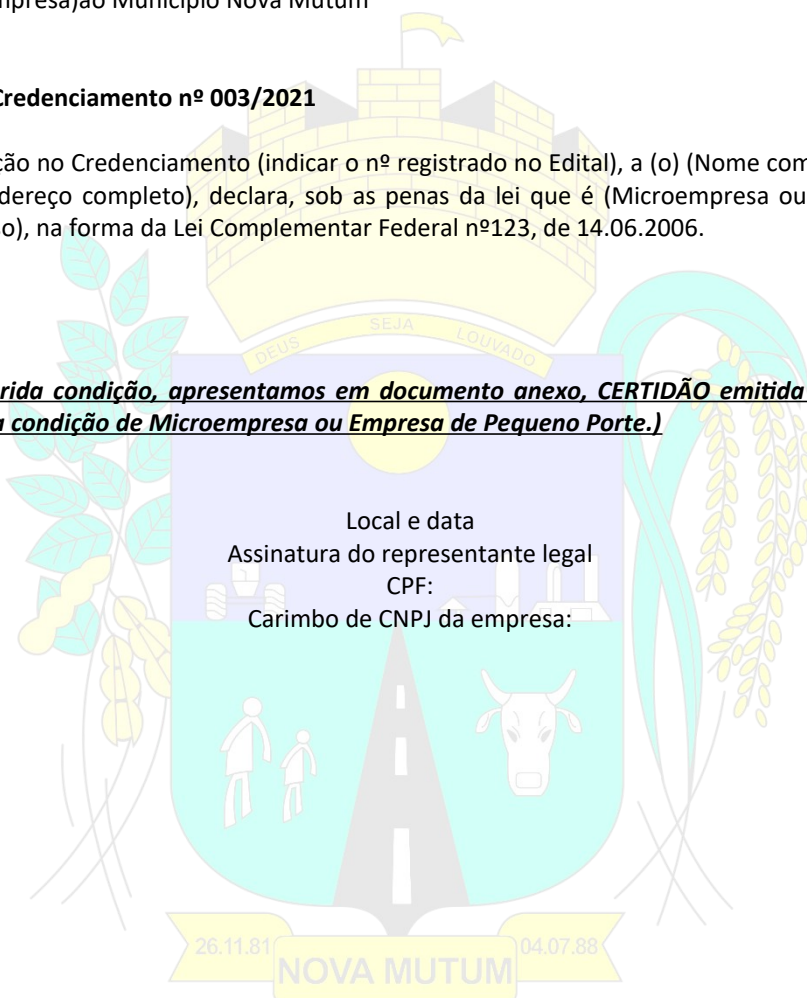 mpresa)ao Município Nova Mutum
Credenciamento nº 003/2021
ção no Credenciamento (indicar o nº registrado no Edital), a (o) (Nome com
dereço completo), declara, sob as penas da lei que é (Microempresa ou
so), na forma da Lei Complementar Federal nº123, de 14.06.2006.
DEUS SEJA LOUVADO
rida condição, apresentamos em documento anexo, CERTIDÃO emitida
a condição de Microempresa ou Empresa de Pequeno Porte.)
Local e data
Assinatura do representante legal
CPF:
Carimbo de CNPJ da empresa:
26.11.81 04.07.88
NOVA MUTUM